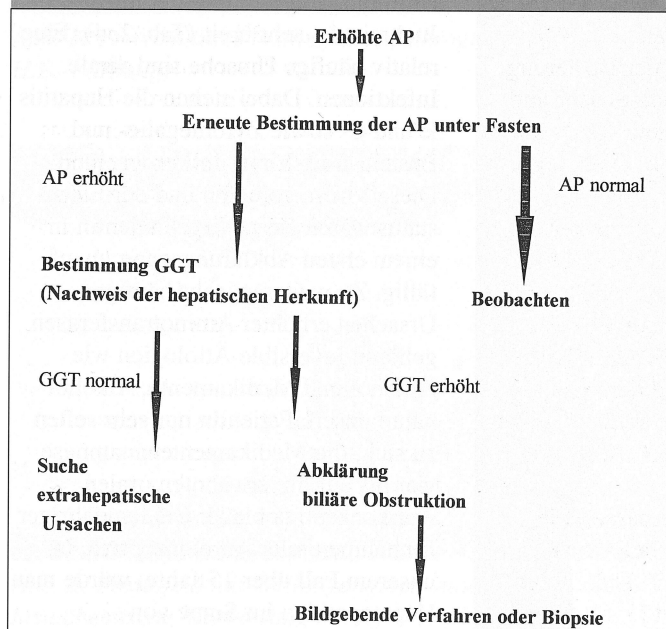 Erhöhte AP
Erneute Bestimmung der AP unter Fasten
AP erhöht
AP normal
Bestimmung GGT
(Nachweis der hepatischen Herkunft)
Beobachten
GGT normal
GGT erhöht
Suche
extrahepatische
Ursachen
Abklärung
biliäre Obstruktion
Bildgebende Verfahren oder Biopsie